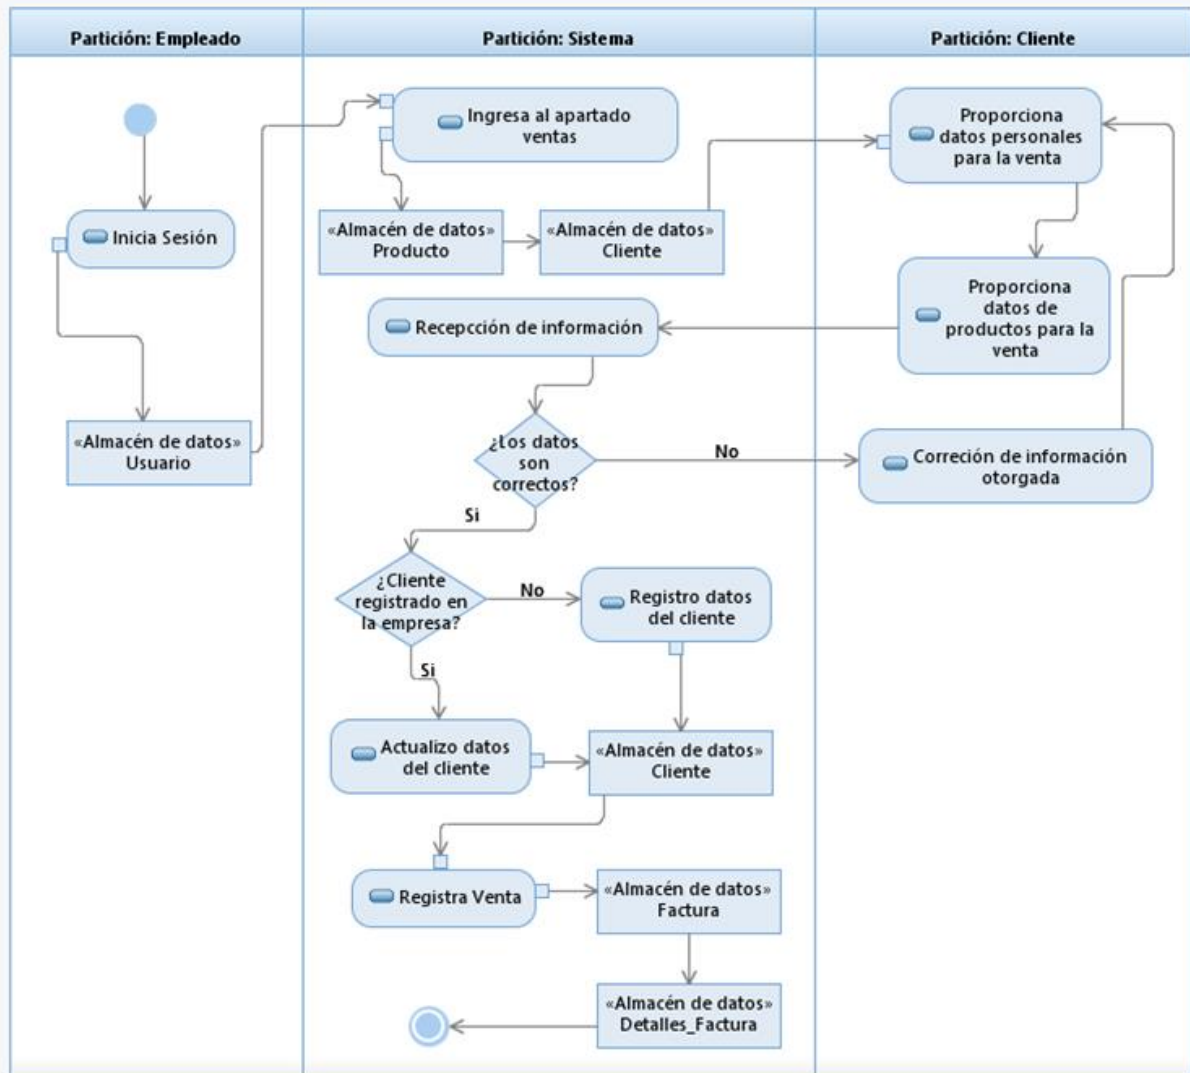 Partición: Empleado
Partición: Sistema
Partición: Cliente
Ingresa al apartado
ventas
Proporciona
datos personales
para la venta
Inicia Sesión
«Almacén de datos»
Producto
«Almacén de datos»
Cliente
Proporciona
datos de
productos para la
venta
Recepcción de información
«Almacén de datos»
Usuario
¿Los datos
son
correctos?
No
Correción de información
otorgada
Si
¿Cliente
registrado en
la empresa?
No
Registro datos
del cliente
Si
Actualizo datos
del cliente
«Almacén de datos»
Cliente
Registra Venta
«Almacén de datos»
Factura
«Almacén de datos»
Detalles_Factura